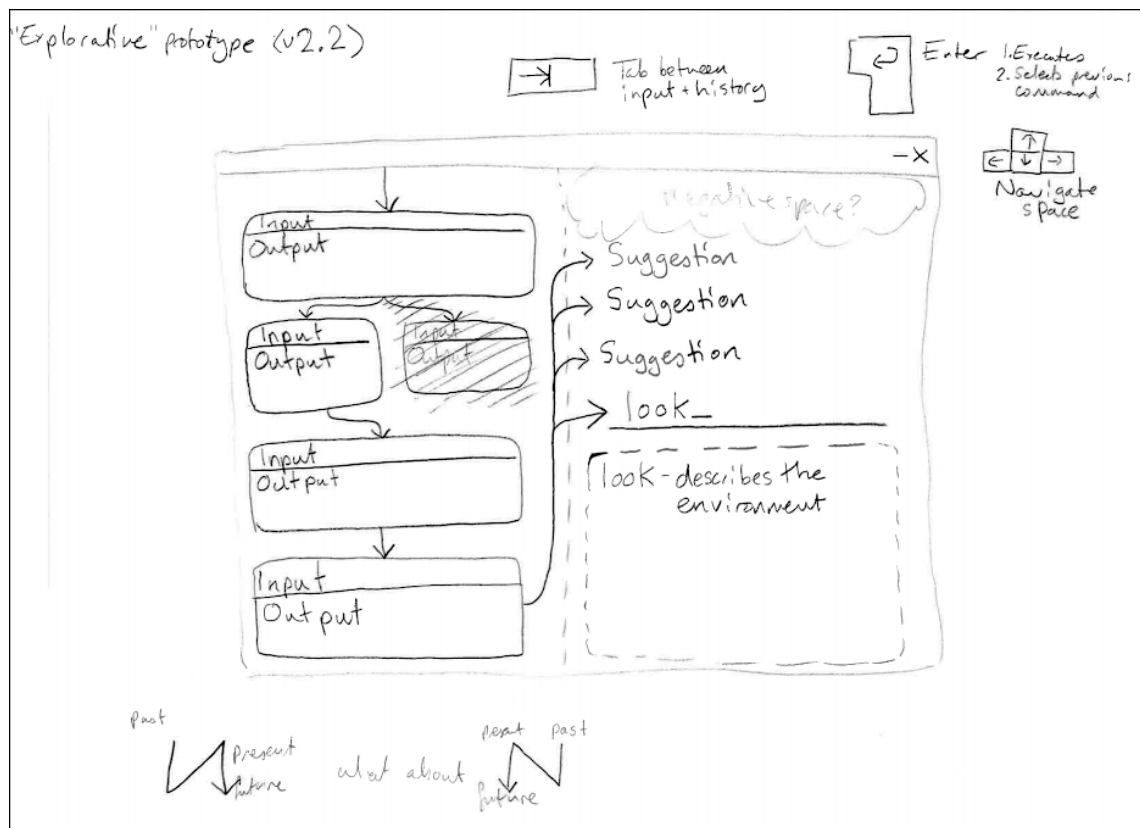 "Explorative" prototype (v2.2)
Tab between
input + history
Enter
1. Executes
2. Selects previous
command
Navigate
space
- X
Negative space?
Input
Output
Input
Output
Input
Output
Input
Output
Input
Output
Suggestion
Suggestion
Suggestion
look_
look - describes the
environment
past
present
future
what about
past
future